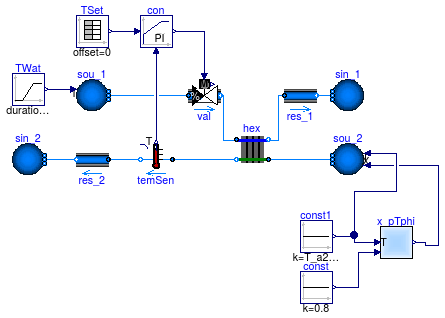 TSet
con
PI
offset=0
TWat
sou_1
sin_1
duratio...
val
res_1
T
hex
sin_2
sou_2
res_2
temSen
const1
x_pTphi
T
k=T_a2...
const
k=0.8